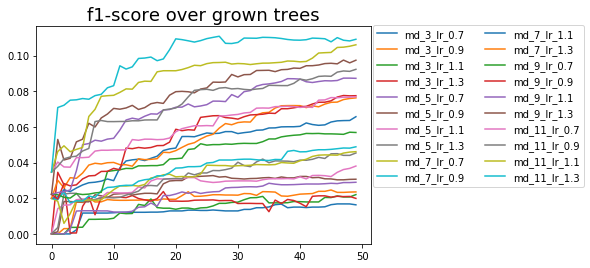 f1-score over grown trees
0.10
0.08
0.06
0.04
0.02
0.00
0 10 20 30 40 50
md_3_lr_0.7 md_7_lr_1.1
md_3_lr_0.9 md_7_lr_1.3
md_3_lr_1.1 md_9_lr_0.7
md_3_lr_1.3 md_9_lr_0.9
md_5_lr_0.7 md_9_lr_1.1
md_5_lr_0.9 md_9_lr_1.3
md_5_lr_1.1 md_11_lr_0.7
md_5_lr_1.3 md_11_lr_0.9
md_7_lr_0.7 md_11_lr_1.1
md_7_lr_0.9 md_11_lr_1.3